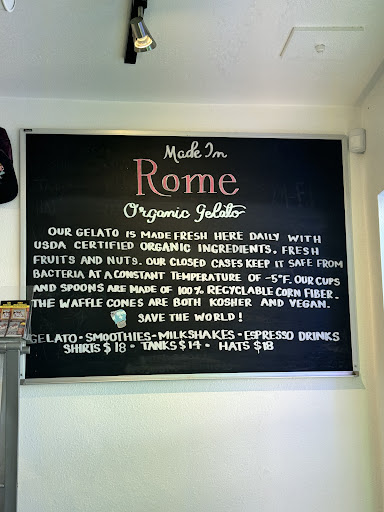 Made In
Rome
Organic Gelato
OUR GELATO IS MADE FRESH HERE DAILY WITH
USDA CERTIFIED ORGANIC INGREDIENTS. FRESH
FRUITS AND NUTS. OUR CLOSED CASES KEEP IT SAFE FROM
BACTERIA AT A CONSTANT TEMPERATURE OF -5°F. OUR CUPS
AND SPOONS ARE MADE OF 100% RECYCLABLE CORN FIBER.
THE WAFFLE CONES ARE BOTH KOSHER AND VEGAN.
SAVE THE WORLD!
GELATO - SMOOTHIES - MILKSHAKES - ESPRESSO DRINKS
SHIRTS $18 - TANKS $14 - HATS $18